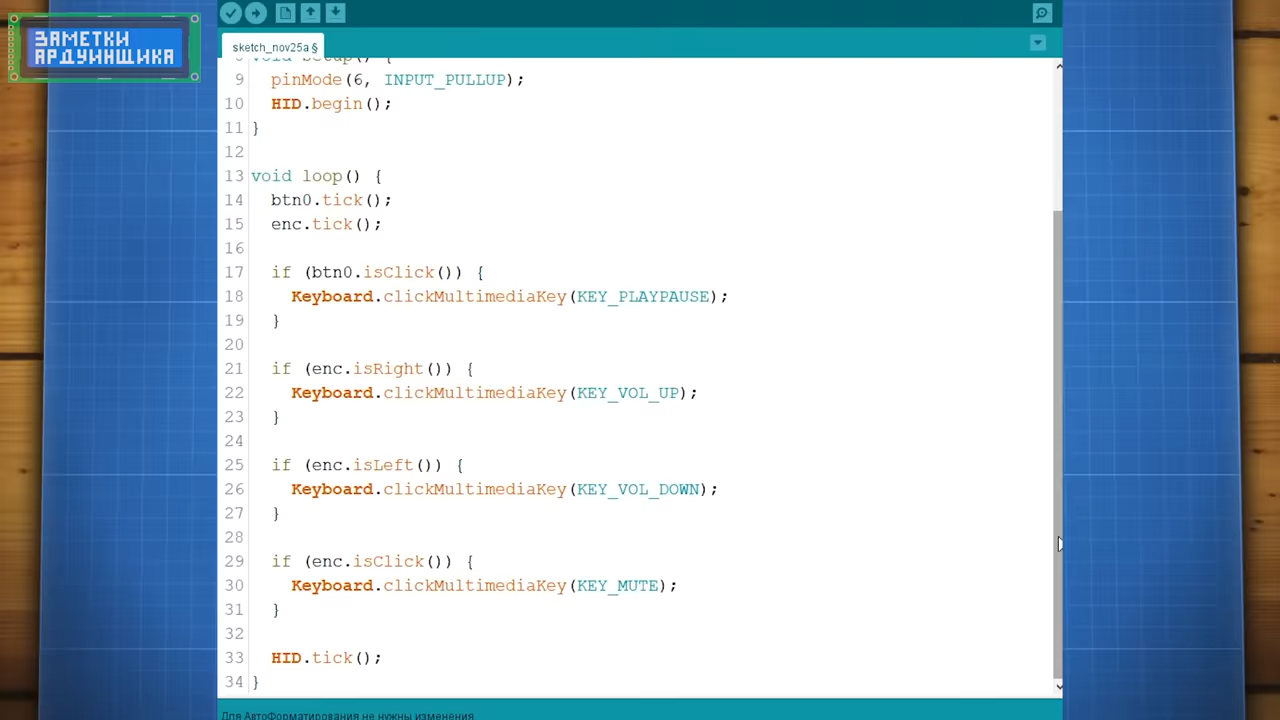 ЗАМЕТКИ
АРДУИНЩИКА
sketch_nov25a §
void setup() {
9 pinMode(6, INPUT_PULLUP);
10 HID.begin();
11 }
12
13 void loop() {
14 btn0.tick();
15 enc.tick();
16
17 if (btn0.isClick()) {
18 Keyboard.clickMultimediaKey(KEY_PLAYPAUSE);
19 }
20
21 if (enc.isRight()) {
22 Keyboard.clickMultimediaKey(KEY_VOL_UP);
23 }
24
25 if (enc.isLeft()) {
26 Keyboard.clickMultimediaKey(KEY_VOL_DOWN);
27 }
28
29 if (enc.isClick()) {
30 Keyboard.clickMultimediaKey(KEY_MUTE);
31 }
32
33 HID.tick();
34 }
Для АвтоФорматирования не нужны изменения